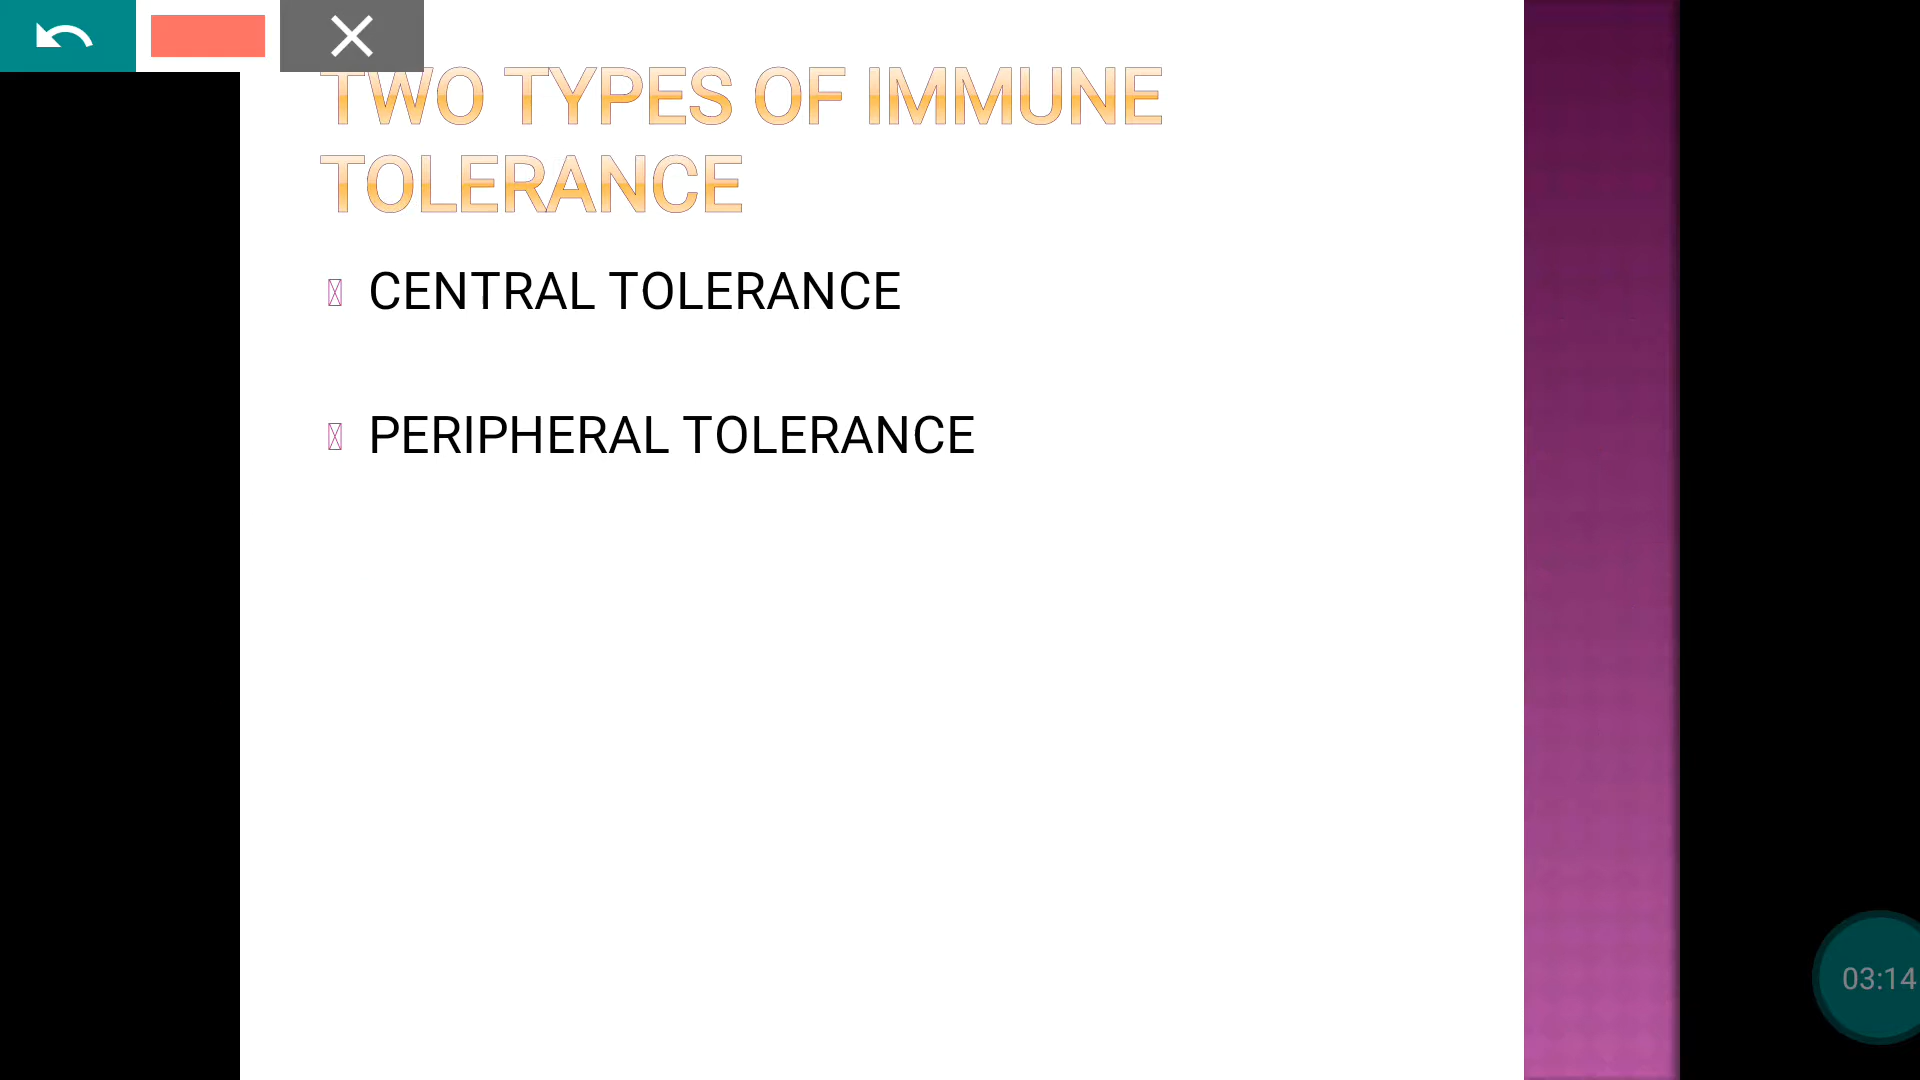 TWO TYPES OF IMMUNE
TOLERANCE
CENTRAL TOLERANCE
PERIPHERAL TOLERANCE
03:14